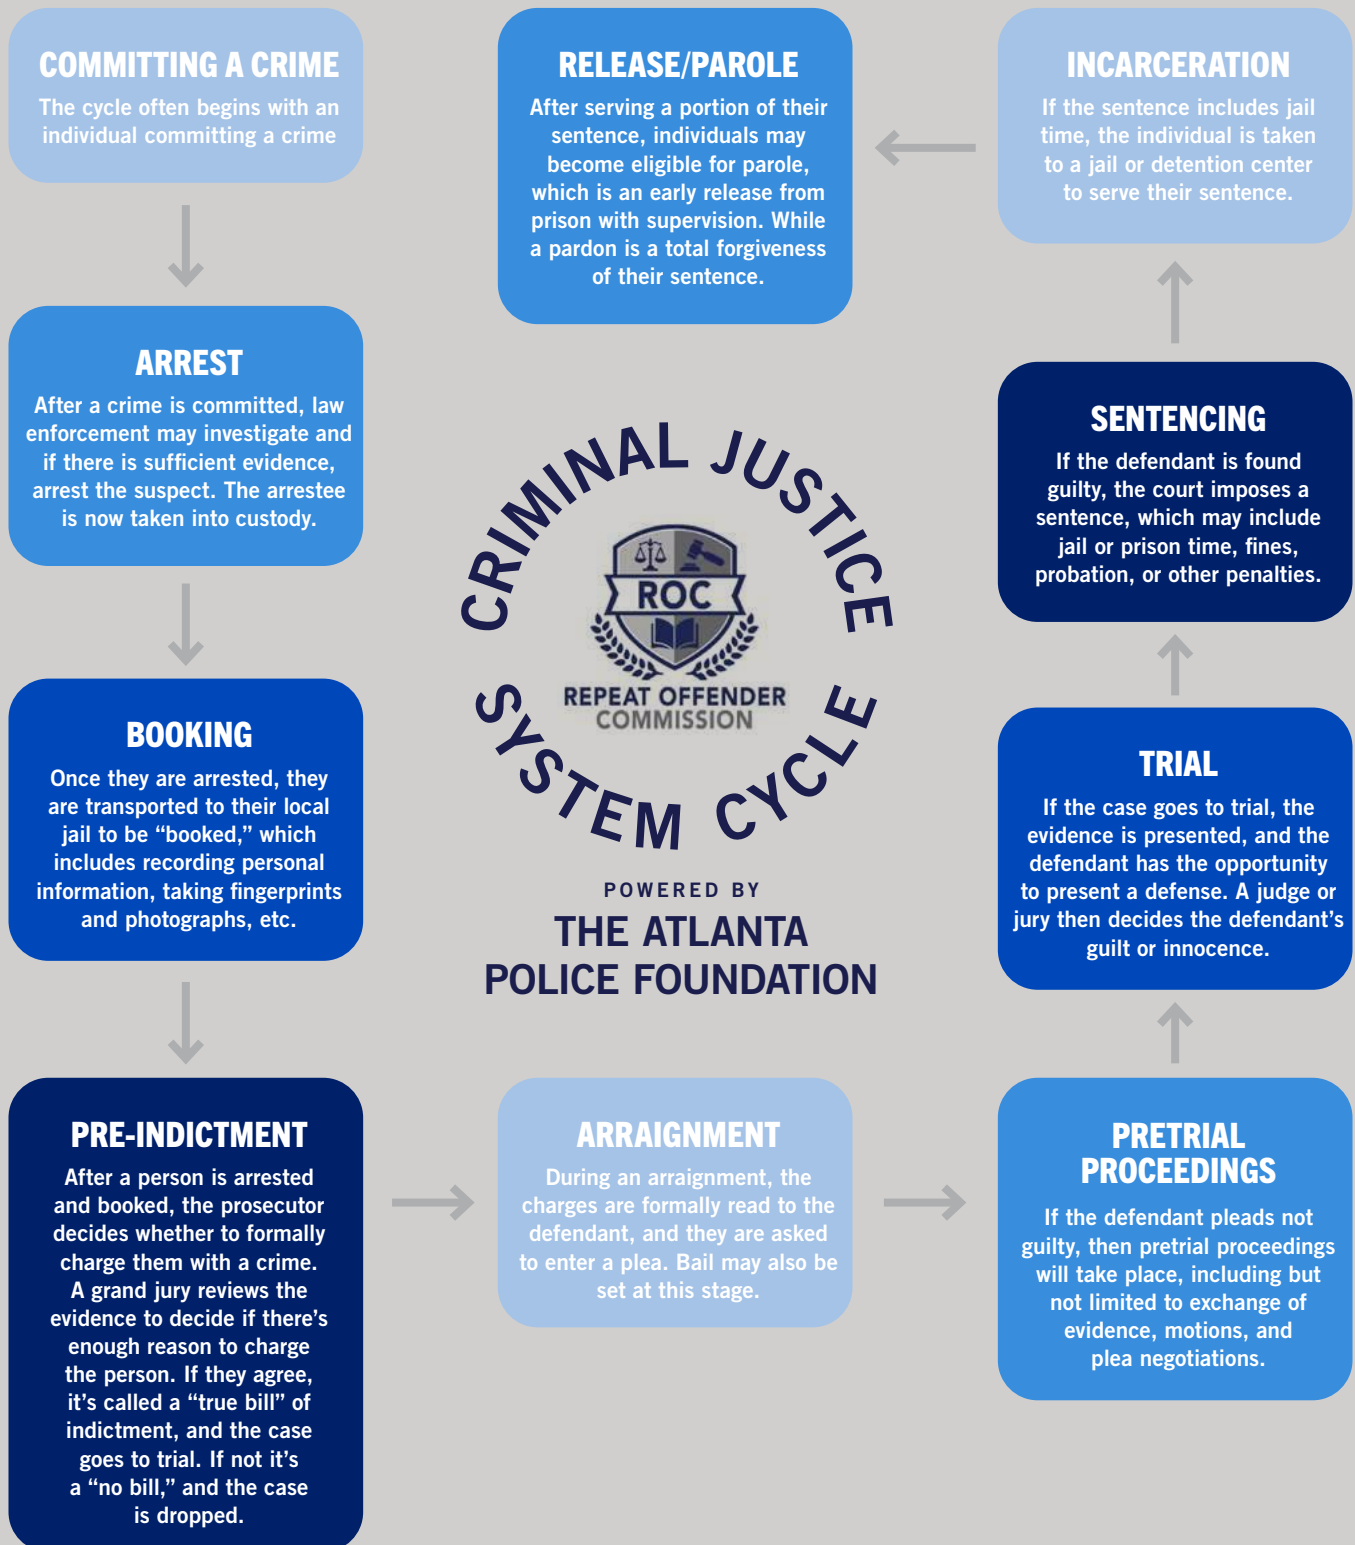 COMMITTING A CRIME
The cycle often begins with an
individual committing a crime
ARREST
After a crime is committed, law
enforcement may investigate and
if there is sufficient evidence,
arrest the suspect. The arrestee
is now taken into custody.
BOOKING
Once they are arrested, they
are transported to their local
jail to be “booked,” which
includes recording personal
information, taking fingerprints
and photographs, etc.
PRE-INDICTMENT
After a person is arrested
and booked, the prosecutor
decides whether to formally
charge them with a crime.
A grand jury reviews the
evidence to decide if there’s
enough reason to charge
the person. If they agree,
it’s called a “true bill” of
indictment, and the case
goes to trial. If not it’s
a “no bill,” and the case
is dropped.
ARRAIGNMENT
During an arraignment, the
charges are formally read to the
defendant, and they are asked
to enter a plea. Bail may also be
set at this stage.
PRETRIAL
PROCEEDINGS
If the defendant pleads not
guilty, then pretrial proceedings
will take place, including but
not limited to exchange of
evidence, motions, and
plea negotiations.
TRIAL
If the case goes to trial, the
evidence is presented, and the
defendant has the opportunity
to present a defense. A judge or
jury then decides the defendant’s
guilt or innocence.
SENTENCING
If the defendant is found
guilty, the court imposes a
sentence, which may include
jail or prison time, fines,
probation, or other penalties.
INCARCERATION
If the sentence includes jail
time, the individual is taken
to a jail or detention center
to serve their sentence.
RELEASE/PAROLE
After serving a portion of their
sentence, individuals may
become eligible for parole,
which is an early release from
prison with supervision. While
a pardon is a total forgiveness
of their sentence.
CRIMINAL JUSTICE
SYSTEM CYCLE
ROC
REPEAT OFFENDER
COMMISSION
POWERED BY
THE ATLANTA
POLICE FOUNDATION